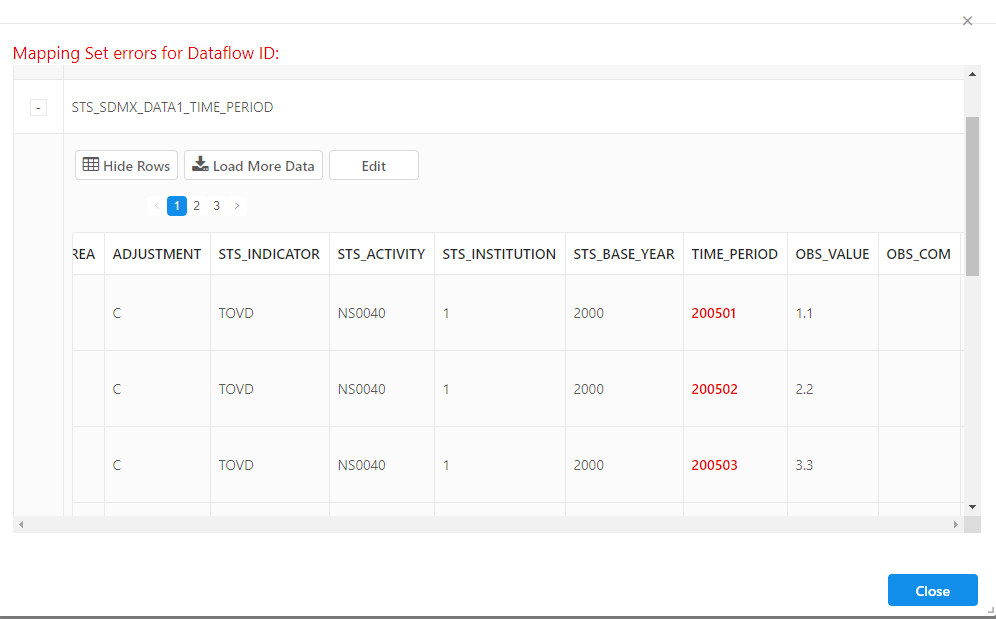 ×
Mapping Set errors for Dataflow ID:
- STS_SDMX_DATA1_TIME_PERIOD
Hide Rows Load More Data Edit
< 1 2 3 >
REA ADJUSTMENT STS_INDICATOR STS_ACTIVITY STS_INSTITUTION STS_BASE_YEAR TIME_PERIOD OBS_VALUE OBS_COM
C TOVD NS0040 1 2000 200501 1.1
C TOVD NS0040 1 2000 200502 2.2
C TOVD NS0040 1 2000 200503 3.3
Close